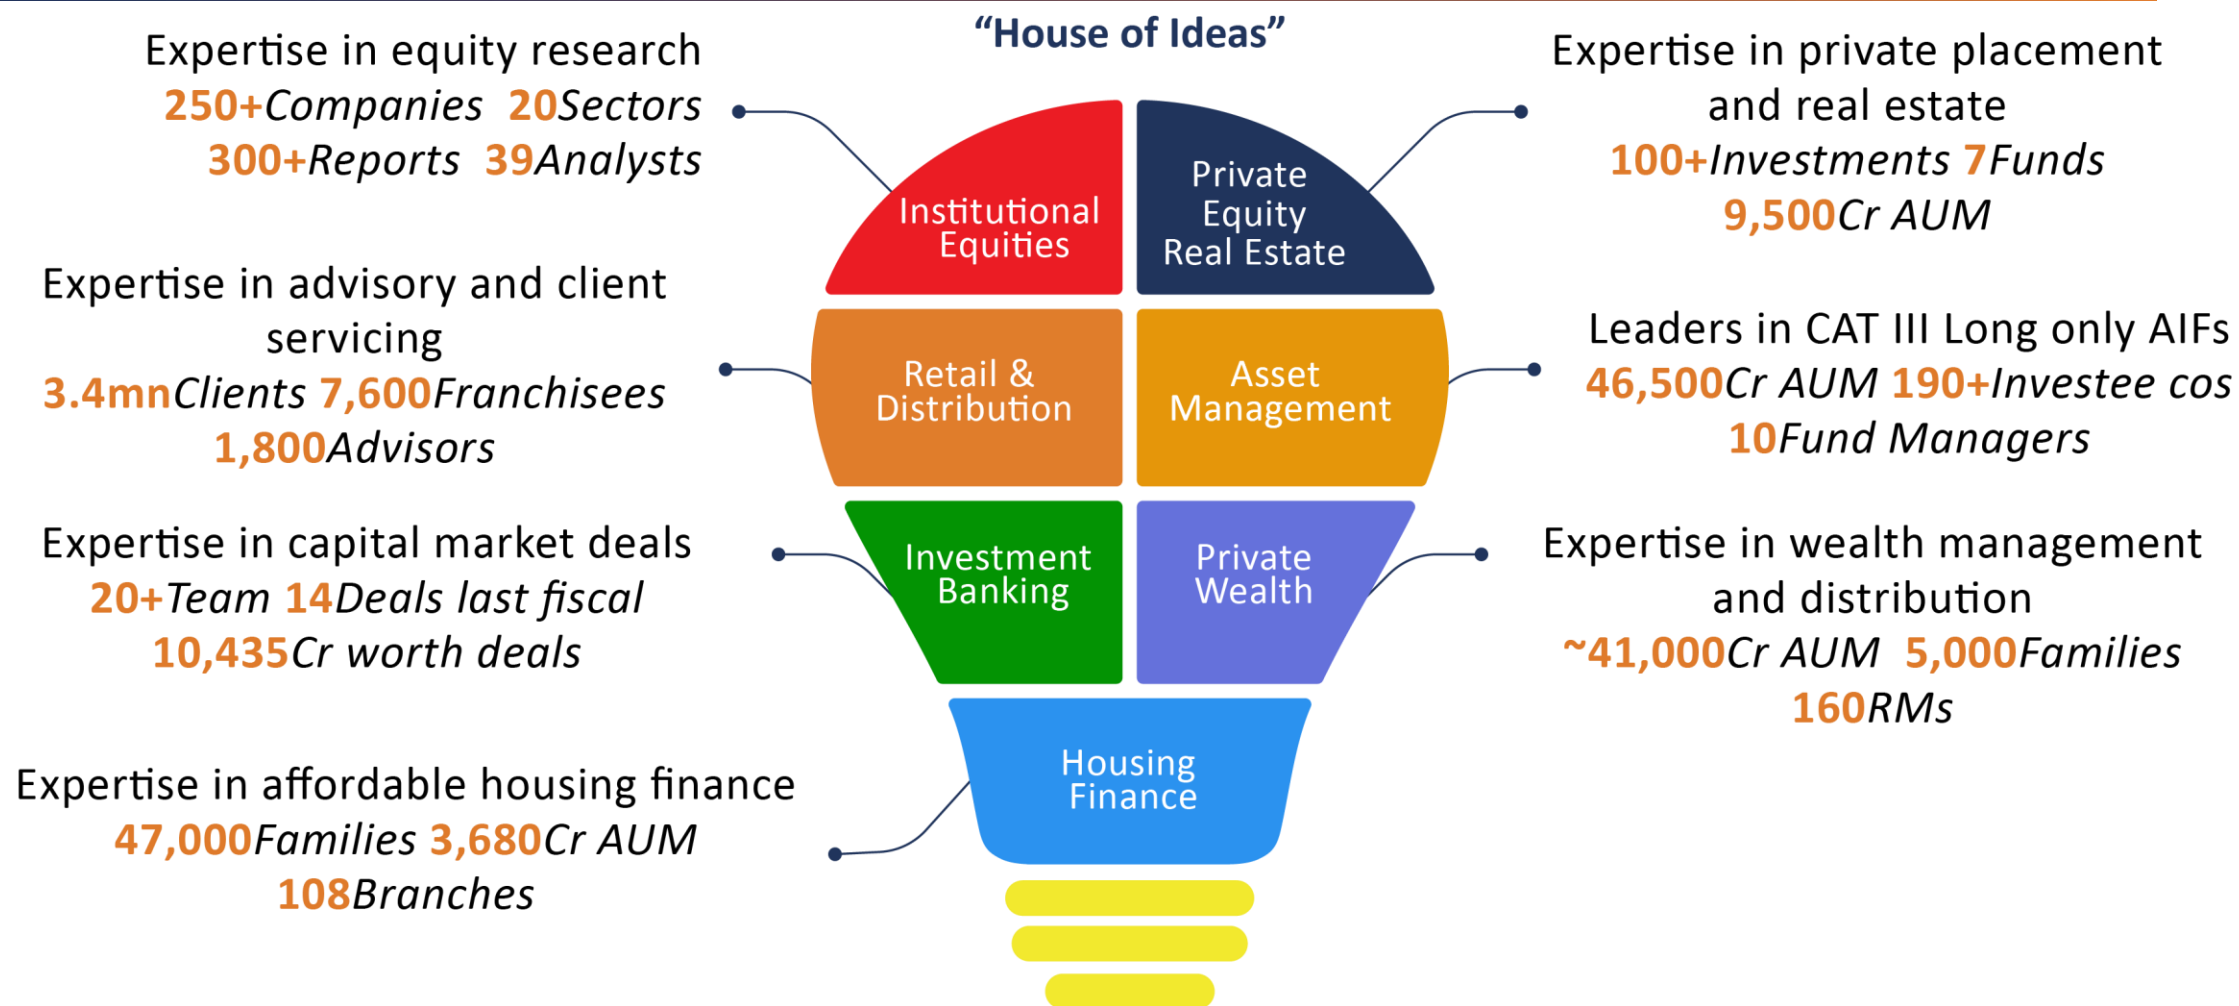 “House of Ideas”
Expertise in equity research
250+Companies 20Sectors
300+Reports 39Analysts
Expertise in advisory and client
servicing
3.4mnClients 7,600Franchisees
1,800Advisors
Expertise in capital market deals
20+Team 14Deals last fiscal
10,435Cr worth deals
Expertise in affordable housing finance
47,000Families 3,680Cr AUM
108Branches
Institutional
Equities
Private
Equity
Real Estate
Retail &
Distribution
Asset
Management
Investment
Banking
Private
Wealth
Housing
Finance
Expertise in private placement
and real estate
100+Investments 7Funds
9,500Cr AUM
Leaders in CAT III Long only AIFs
46,500Cr AUM 190+Investee cos
10Fund Managers
Expertise in wealth management
and distribution
~41,000Cr AUM 5,000Families
160RMs